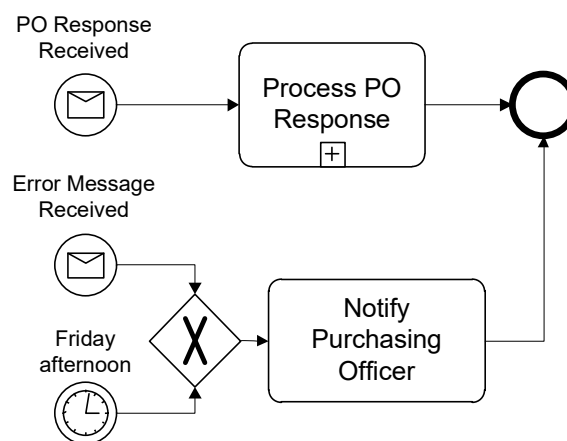 PO Response
Received
Process PO
Response
Error Message
Received
Friday
afternoon
Notify
Purchasing
Officer